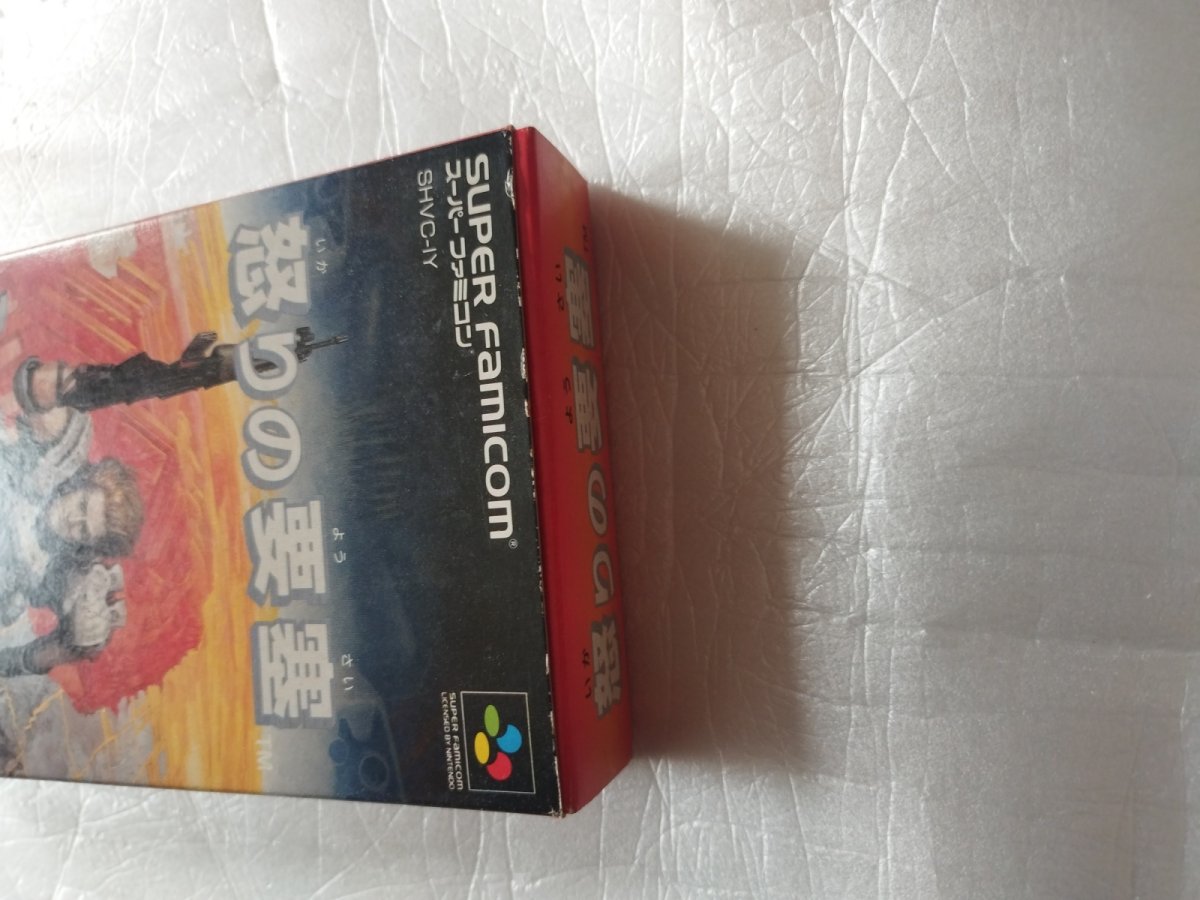 SUPER FAMICOM®
スーパーファミコン®
SHVC-IY
いか よう さい
怒りの要塞
TM
SUPER FAMICOM
LICENSED BY NINTENDO
いか よう さい
怒りの要塞
TM